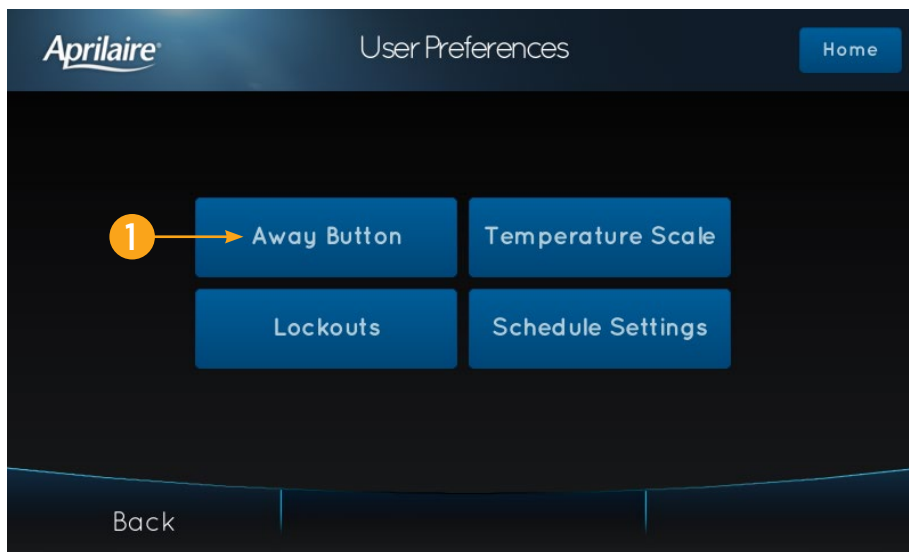 Aprilaire
User Preferences
Home
1
Away Button
Temperature Scale
Lockouts
Schedule Settings
Back